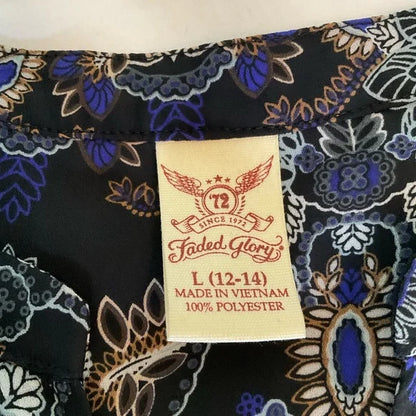 '72
SINCE 1972
Faded Glory®
L (12-14)
MADE IN VIETNAM
100% POLYESTER